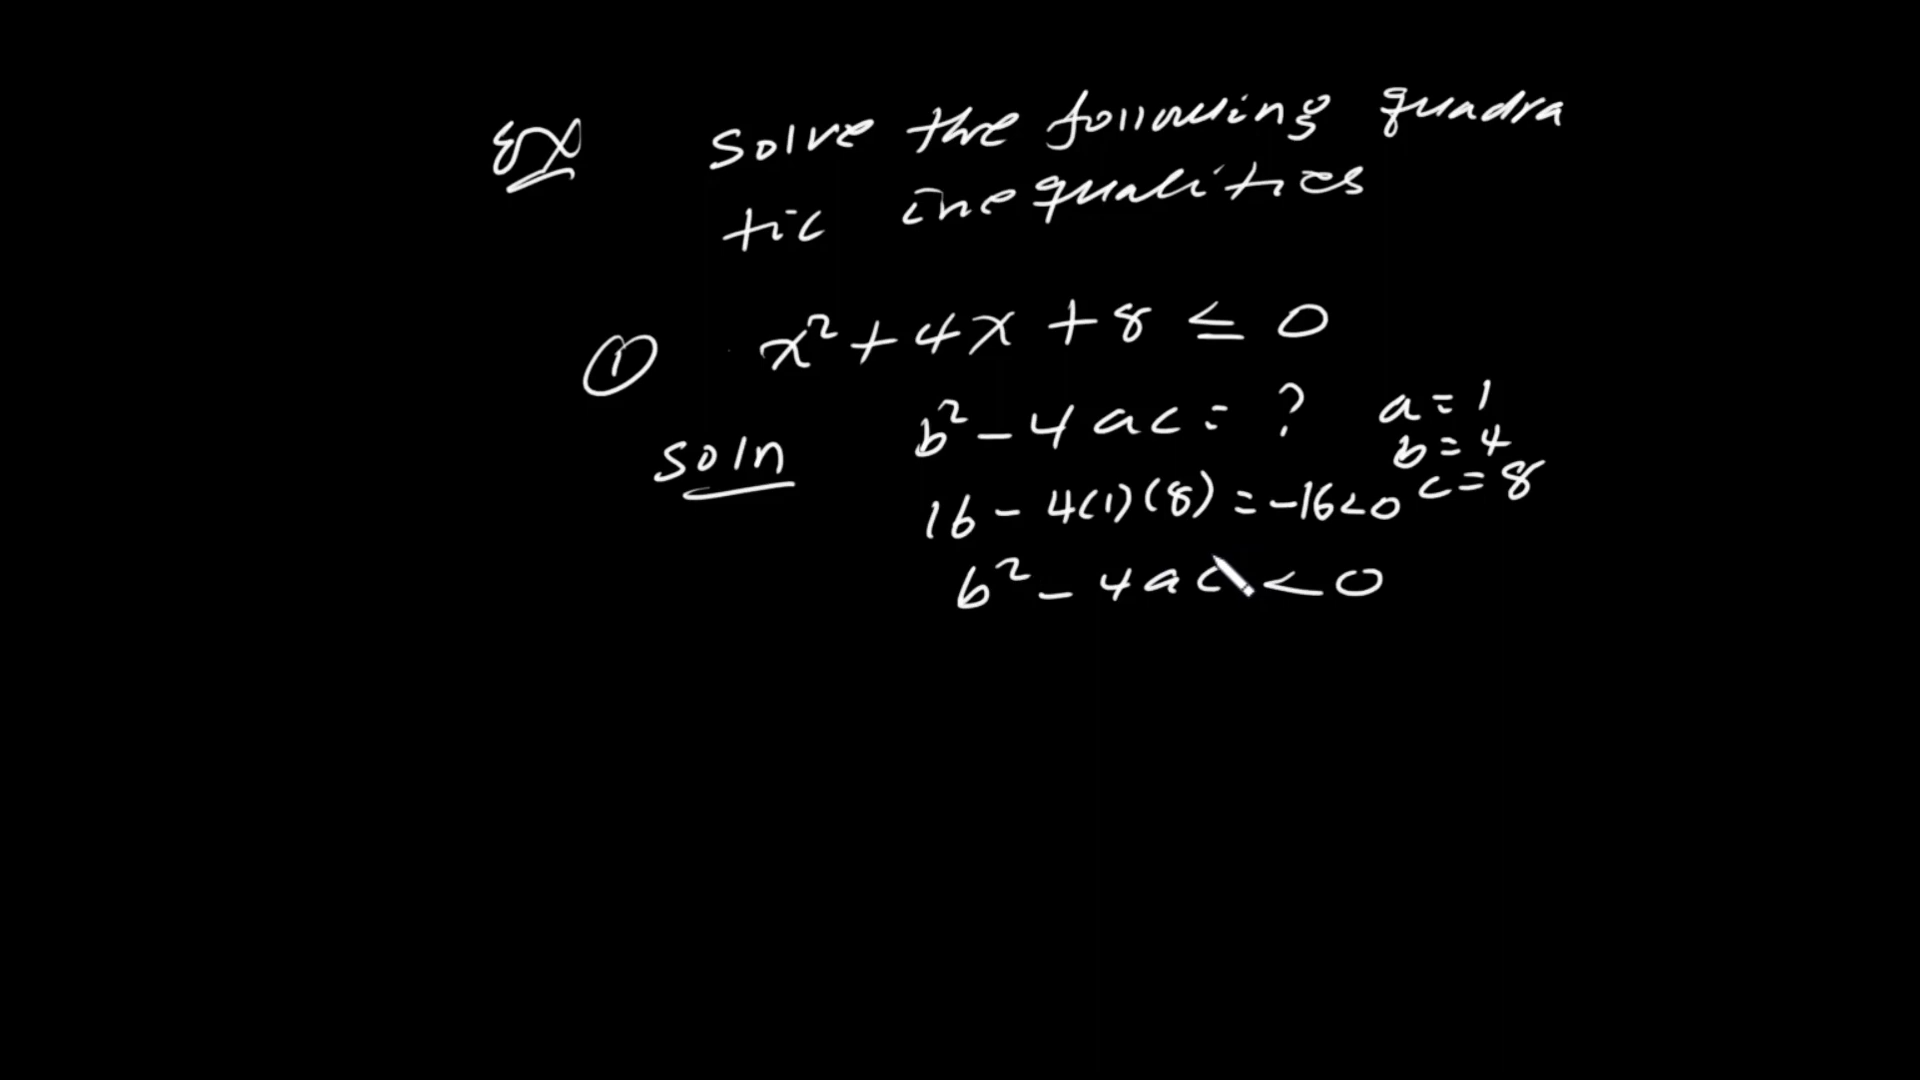 Ex Solve the following quadra
tic inequalities
① x² + 4x + 8 ≤ 0
soln b² - 4ac = ? a = 1
b = 4
16 - 4(1)(8) = -16 < 0 c = 8
b² - 4ac < 0